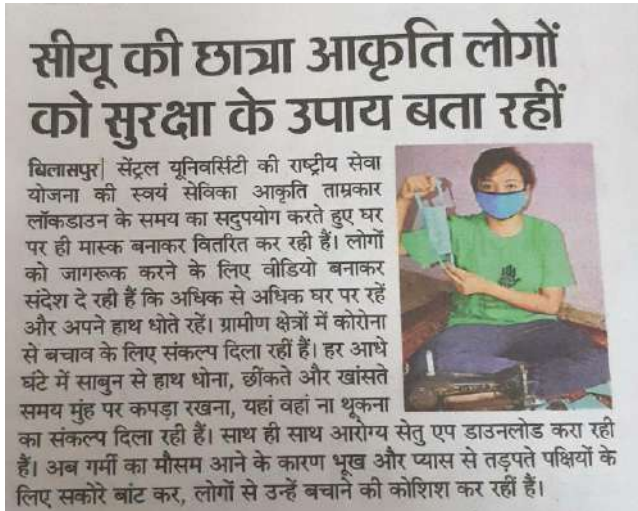 सीयू की छात्रा आकृति लोगों
को सुरक्षा के उपाय बता रहीं
बिलासपुर| सेंट्रल यूनिवर्सिटी की राष्ट्रीय सेवा
योजना की स्वयं सेविका आकृति ताम्रकार
लॉकडाउन के समय का सदुपयोग करते हुए घर
पर ही मास्क बनाकर वितरित कर रही हैं। लोगों
को जागरूक करने के लिए वीडियो बनाकर
संदेश दे रही हैं कि अधिक से अधिक घर पर रहें
और अपने हाथ धोते रहें। ग्रामीण क्षेत्रों में कोरोना
से बचाव के लिए संकल्प दिला रहीं हैं। हर आधे
घंटे में साबुन से हाथ धोना, छींकते और खांसते
समय मुंह पर कपड़ा रखना, यहां वहां ना थूकना
का संकल्प दिला रही हैं। साथ ही साथ आरोग्य सेतु एप डाउनलोड करा रही
हैं। अब गर्मी का मौसम आने के कारण भूख और प्यास से तड़पते पक्षियों के
लिए सकोरे बांट कर, लोगों से उन्हें बचाने की कोशिश कर रहीं हैं।